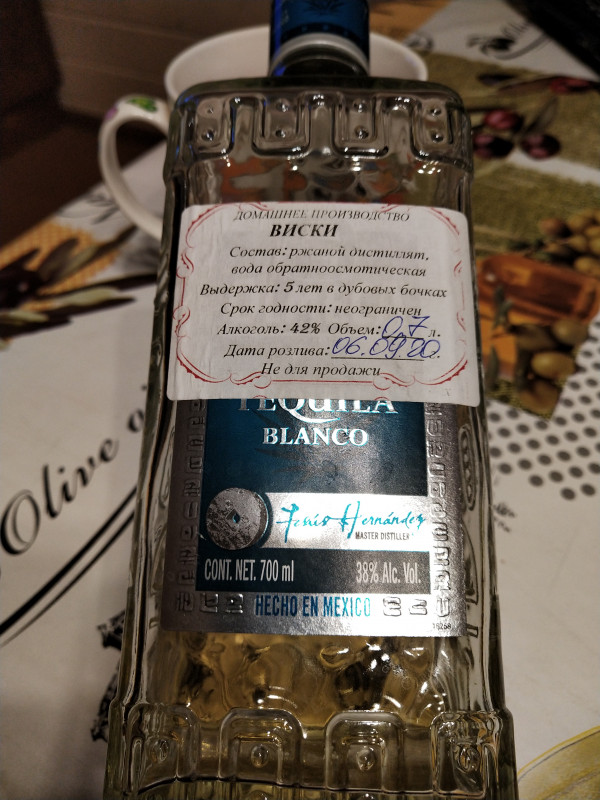 ДОМАШНЕЕ ПРОИЗВОДСТВО
ВИСКИ
Состав: ржаной дистиллят,
вода обратноосмотическая
Выдержка: 5 лет в дубовых бочках
Срок годности: неограничен
Алкоголь: 42% Объем: 0,7 л.
Дата розлива: 06.09.20.
Не для продажи
TEQUILA
BLANCO
Jesús Hernández
MASTER DISTILLER
CONT. NET. 700 ml 38% Alc. Vol.
HECHO EN MEXICO
Olive